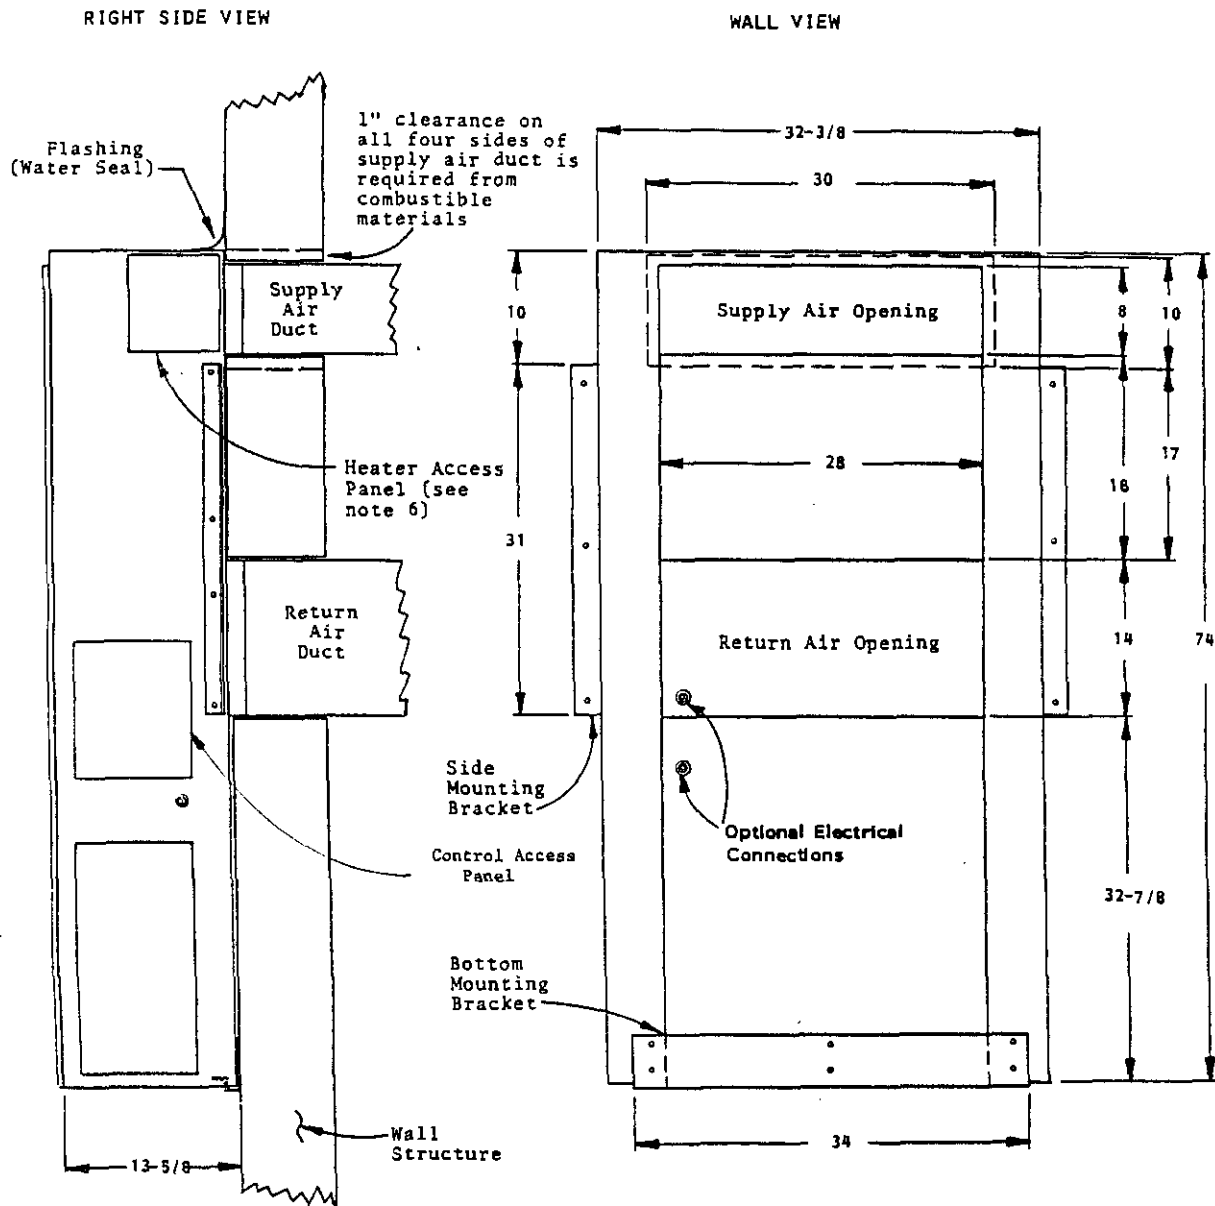 RIGHT SIDE VIEW
WALL VIEW
Flashing
(Water Seal)
1" clearance on
all four sides of
supply air duct is
required from
combustible
materials
32-3/8
30
Supply
Air
Duct
10
Supply Air Opening
8
10
Heater Access
Panel (see
note 6)
28
17
18
31
Return
Air
Duct
Return Air Opening
14
74
Side
Mounting
Bracket
Optional Electrical
Connections
Control Access
Panel
32-7/8
Bottom
Mounting
Bracket
Wall
Structure
13-5/8
34